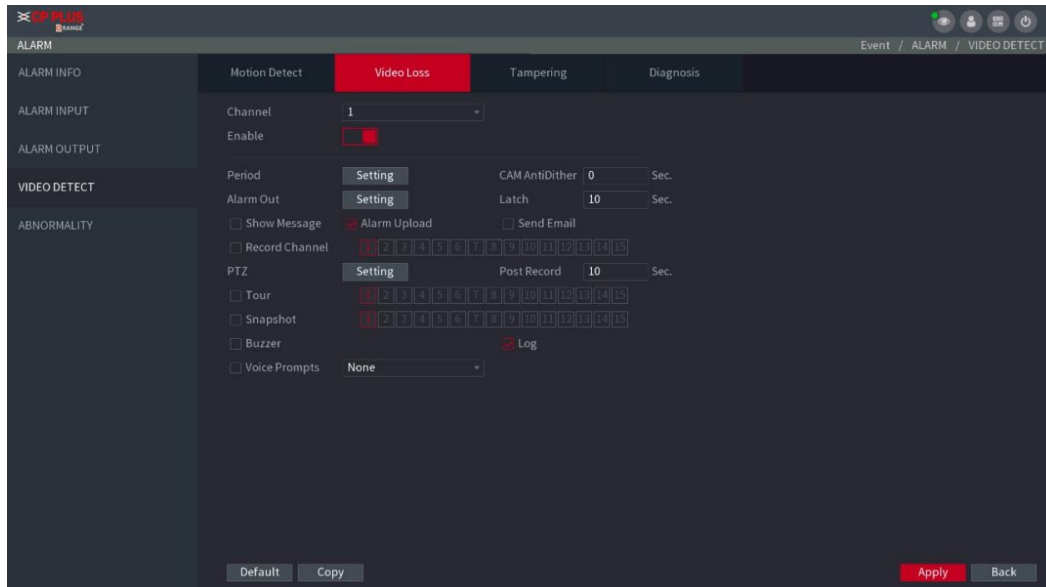 CP PLUS
ORANGE
ALARM Event / ALARM / VIDEO DETECT
ALARM INFO
ALARM INPUT
ALARM OUTPUT
VIDEO DETECT
ABNORMALITY
Motion Detect Video Loss Tampering Diagnosis
Channel 1
Enable
Period Setting CAM AntiDither 0 Sec.
Alarm Out Setting Latch 10 Sec.
Show Message Alarm Upload Send Email
Record Channel 1 2 3 4 5 6 7 8 9 10 11 12 13 14 15
PTZ Setting Post Record 10 Sec.
Tour 1 2 3 4 5 6 7 8 9 10 11 12 13 14 15
Snapshot 1 2 3 4 5 6 7 8 9 10 11 12 13 14 15
Buzzer Log
Voice Prompts None
Default Copy Apply Back